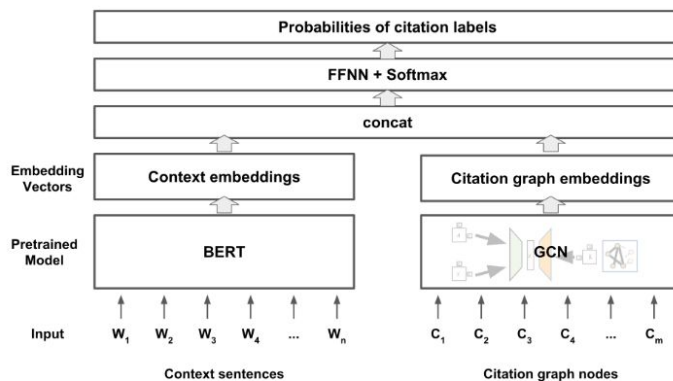 Probabilities of citation labels
FFNN + Softmax
concat
Embedding Vectors
Context embeddings
Citation graph embeddings
Pretrained Model
BERT
GCN
Input
W₁ W₂ W₃ W₄ ... Wₙ
C₁ C₂ C₃ C₄ ... Cₘ
Context sentences
Citation graph nodes